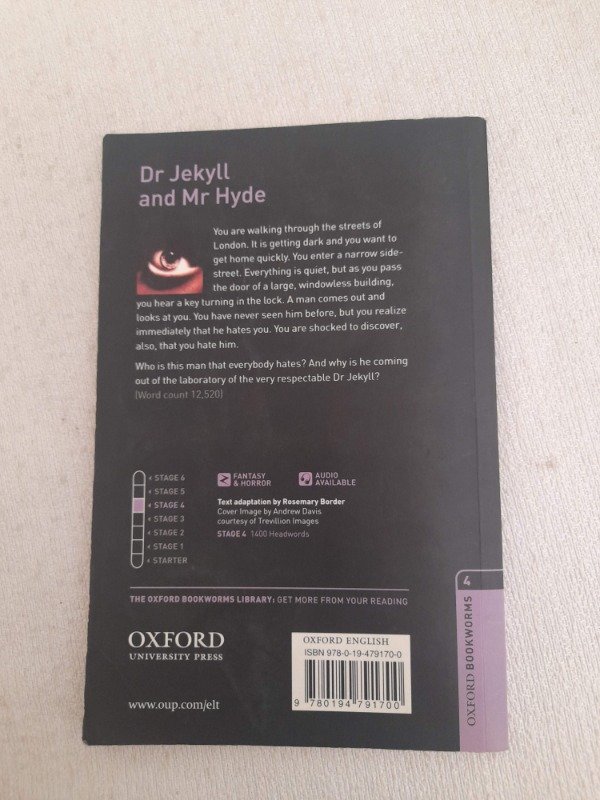 Dr Jekyll
and Mr Hyde
You are walking through the streets of
London. It is getting dark and you want to
get home quickly. You enter a narrow side-
street. Everything is quiet, but as you pass
the door of a large, windowless building,
you hear a key turning in the lock. A man comes out and
looks at you. You have never seen him before, but you realize
immediately that he hates you. You are shocked to discover,
also, that you hate him.
Who is this man that everybody hates? And why is he coming
out of the laboratory of the very respectable Dr Jekyll?
(Word count 12,520)
STAGE 6
STAGE 5
STAGE 4
STAGE 3
STAGE 2
STAGE 1
STARTER
FANTASY
& HORROR
AUDIO
AVAILABLE
Text adaptation by Rosemary Border
Cover Image by Andrew Davis
courtesy of Trevillion Images
STAGE 4 1400 Headwords
THE OXFORD BOOKWORMS LIBRARY: GET MORE FROM YOUR READING
OXFORD
UNIVERSITY PRESS
www.oup.com/elt
OXFORD ENGLISH
ISBN 978-0-19-479170-0
9 780194 791700
4
OXFORD BOOKWORMS